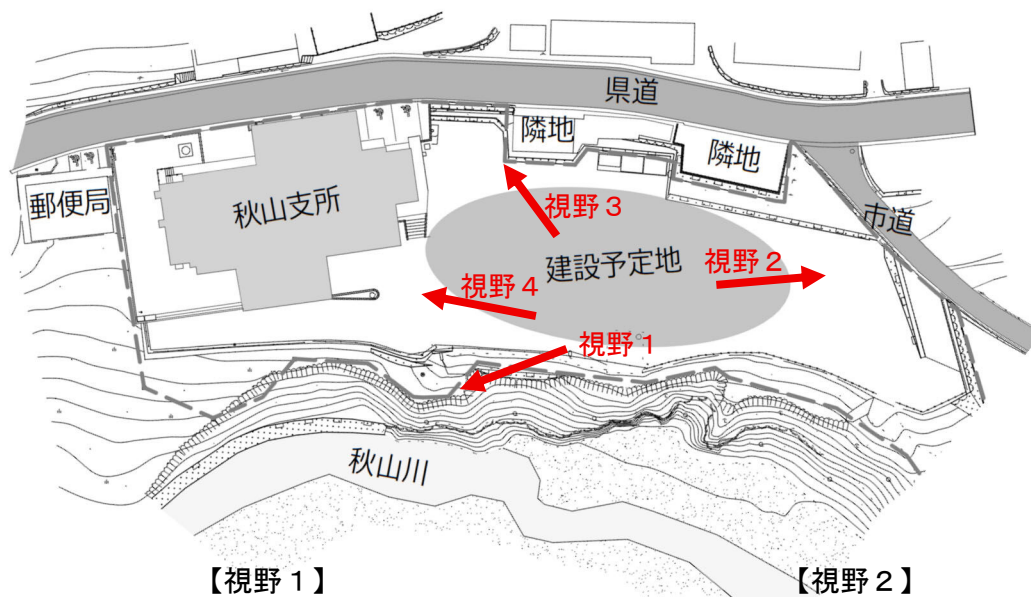 県道
隣地
隣地
郵便局
秋山支所
市道
視野３
建設予定地
視野２
視野４
視野１
秋山川
【視野１】
【視野２】